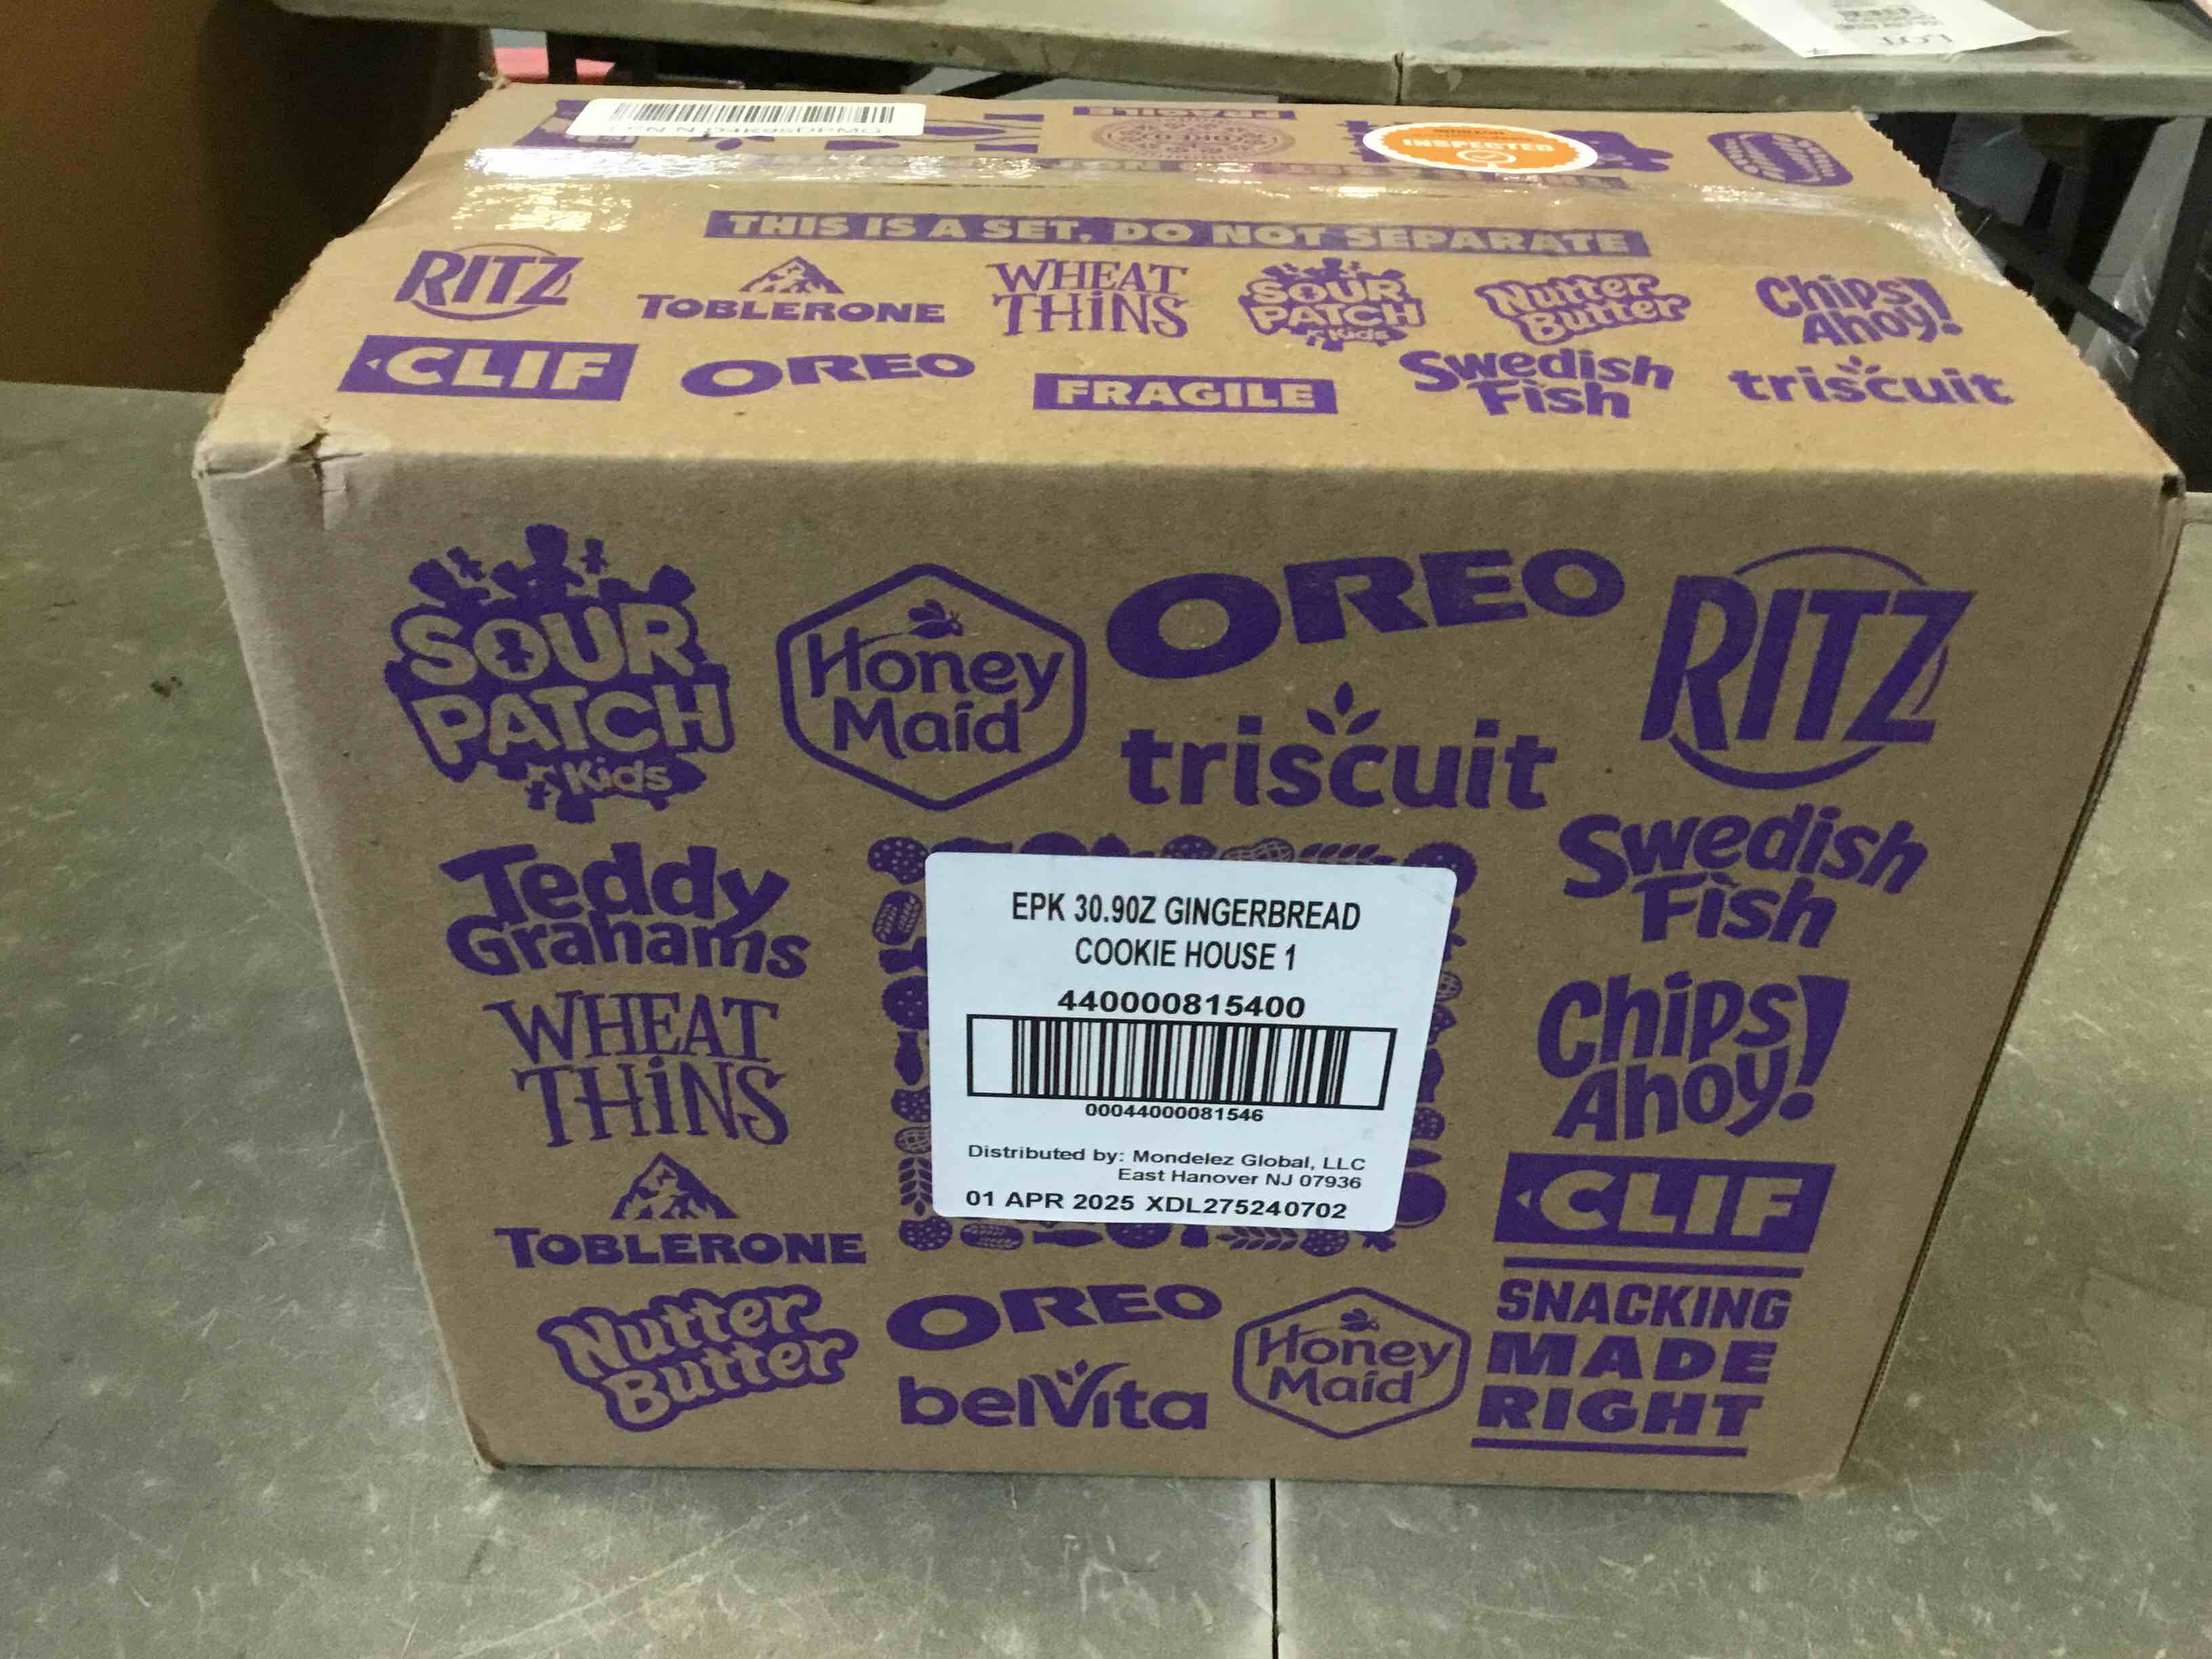 FRAGILE
INSPECTED
THIS IS A SET, DO NOT SEPARATE
RITZ
TOBLERONE
WHEAT
THINS
SOUR
PATCH
Kids
Nutter
Butter
Chips
Ahoy!
CLIF
OREO
FRAGILE
Swedish
Fish
triscuit
SOUR
PATCH
Kids
Honey
Maid
OREO
triscuit
RITZ
Teddy
Grahams
Swedish
Fish
WHEAT
THINS
Chips
Ahoy!
EPK 30.90Z GINGERBREAD
COOKIE HOUSE 1
440000815400
00044000081546
Distributed by: Mondelez Global, LLC
East Hanover NJ 07936
01 APR 2025 XDL275240702
TOBLERONE
CLIF
Nutter
Butter
OREO
belVita
Honey
Maid
SNACKING
MADE
RIGHT